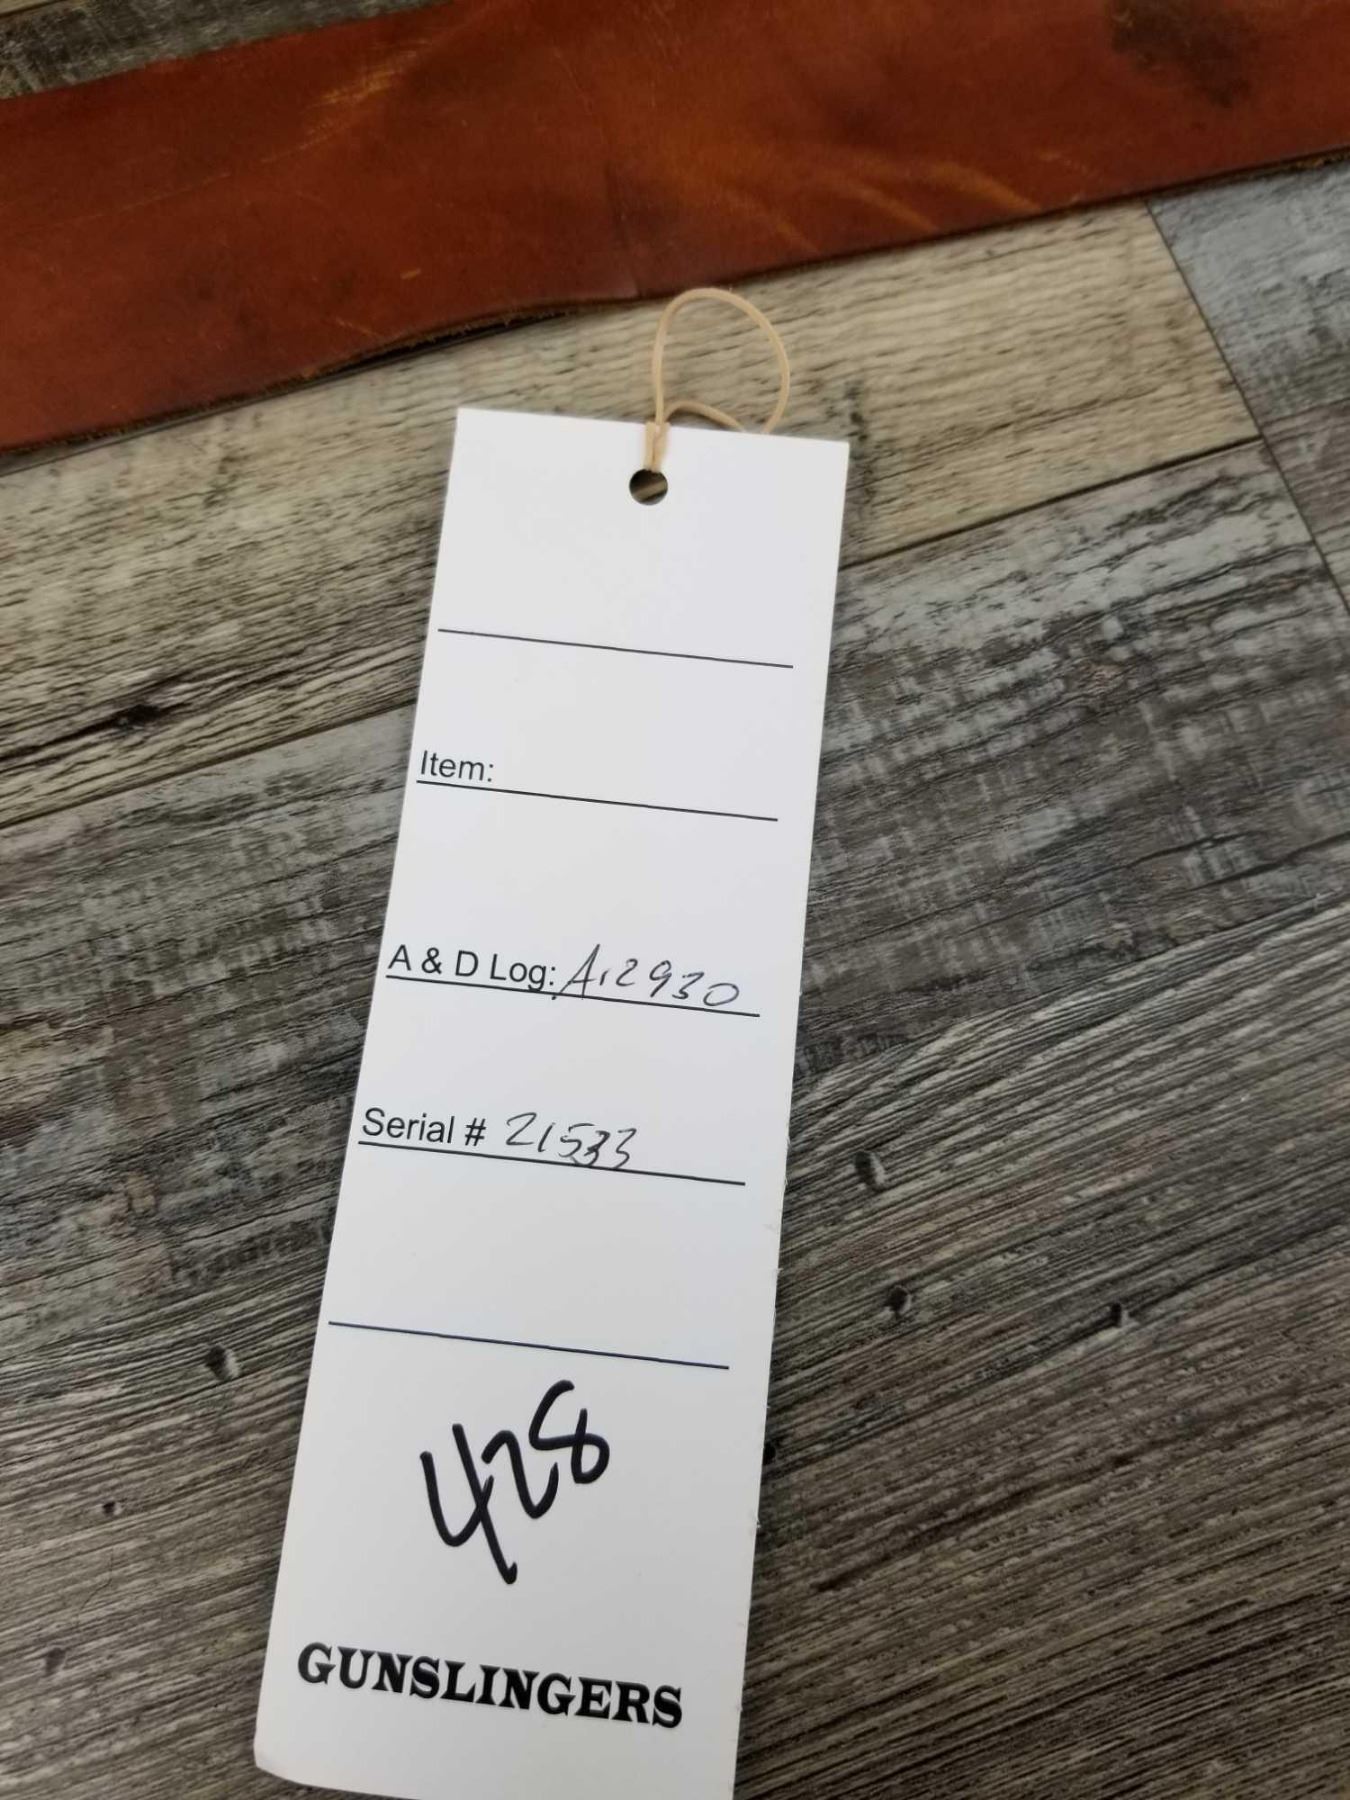 Item:
A & D Log: A12930
Serial # 21533
428
GUNSLINGERS